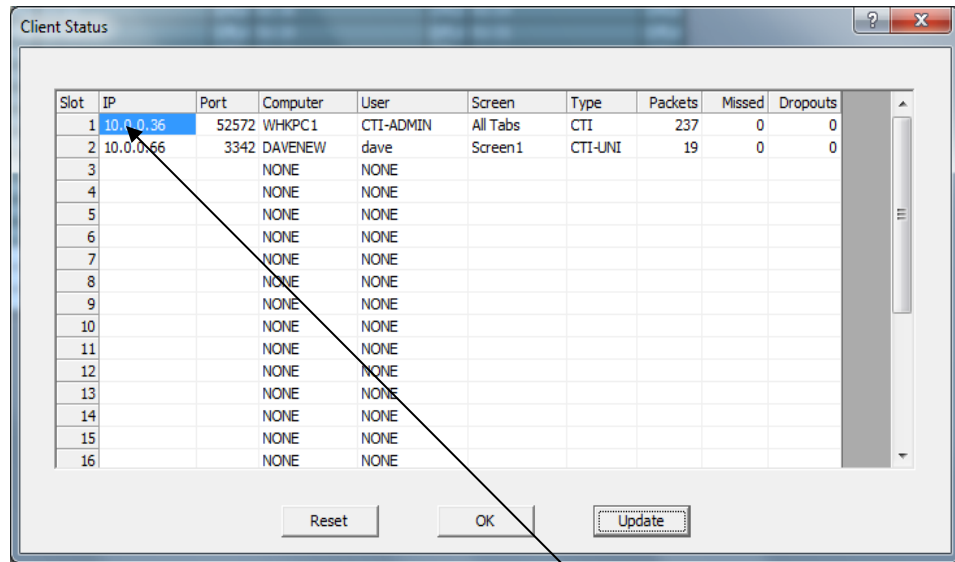 Client Status
Slot IP Port Computer User Screen Type Packets Missed Dropouts
1 10.0.0.36 52572 WHKPC1 CTI-ADMIN All Tabs CTI 237 0 0
2 10.0.0.66 3342 DAVENEW dave Screen1 CTI-UNI 19 0 0
3 NONE NONE
4 NONE NONE
5 NONE NONE
6 NONE NONE
7 NONE NONE
8 NONE NONE
9 NONE NONE
10 NONE NONE
11 NONE NONE
12 NONE NONE
13 NONE NONE
14 NONE NONE
15 NONE NONE
16 NONE NONE
Reset OK Update